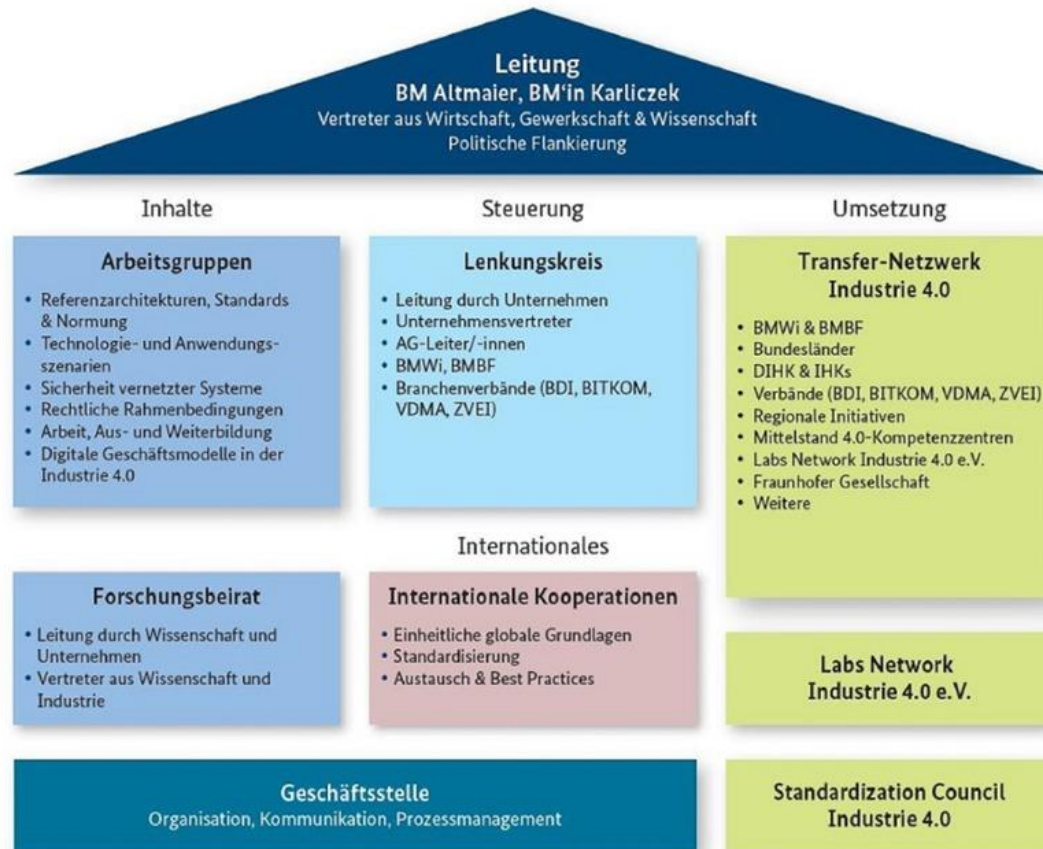 Leitung
BM Altmaier, BM‘in Karliczek
Vertreter aus Wirtschaft, Gewerkschaft & Wissenschaft
Politische Flankierung
Inhalte
Arbeitsgruppen
• Referenzarchitekturen, Standards
& Normung
• Technologie- und Anwendungs-
szenarien
• Sicherheit vernetzter Systeme
• Rechtliche Rahmenbedingungen
• Arbeit, Aus- und Weiterbildung
• Digitale Geschäftsmodelle in der
Industrie 4.0
Forschungsbeirat
• Leitung durch Wissenschaft und
Unternehmen
• Vertreter aus Wissenschaft und
Industrie
Steuerung
Lenkungskreis
• Leitung durch Unternehmen
• Unternehmensvertreter
• AG-Leiter/-innen
• BMWi, BMBF
• Branchenverbände (BDI, BITKOM,
VDMA, ZVEI)
Internationales
Internationale Kooperationen
• Einheitliche globale Grundlagen
• Standardisierung
• Austausch & Best Practices
Umsetzung
Transfer-Netzwerk
Industrie 4.0
• BMWi & BMBF
• Bundesländer
• DIHK & IHKs
• Verbände (BDI, BITKOM, VDMA, ZVEI)
• Regionale Initiativen
• Mittelstand 4.0-Kompetenzzentren
• Labs Network Industrie 4.0 e.V.
• Fraunhofer Gesellschaft
• Weitere
Labs Network
Industrie 4.0 e.V.
Geschäftsstelle
Organisation, Kommunikation, Prozessmanagement
Standardization Council
Industrie 4.0